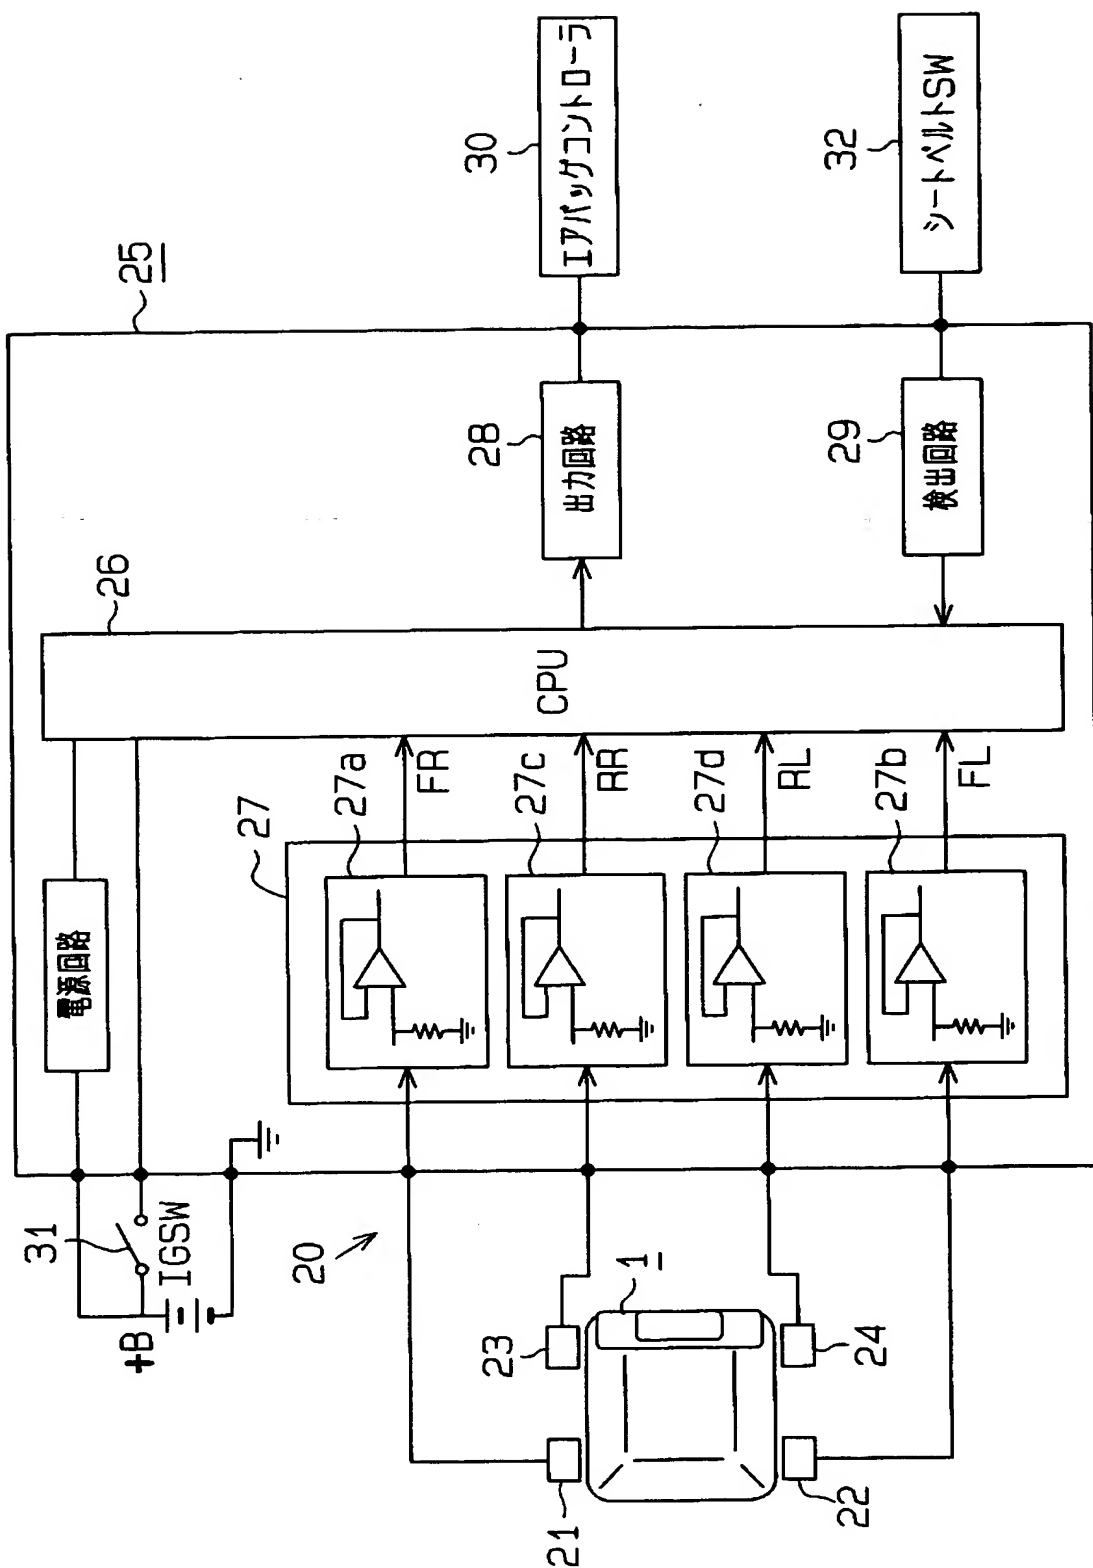 25
26
電源回路
31
IGSW
+B
27
27a
FR
27c
RR
27d
RL
27b
FL
CPU
28
出力回路
30
エアバッグコントローラ
29
検出回路
32
シートベルトSW
20
1
21
22
23
24